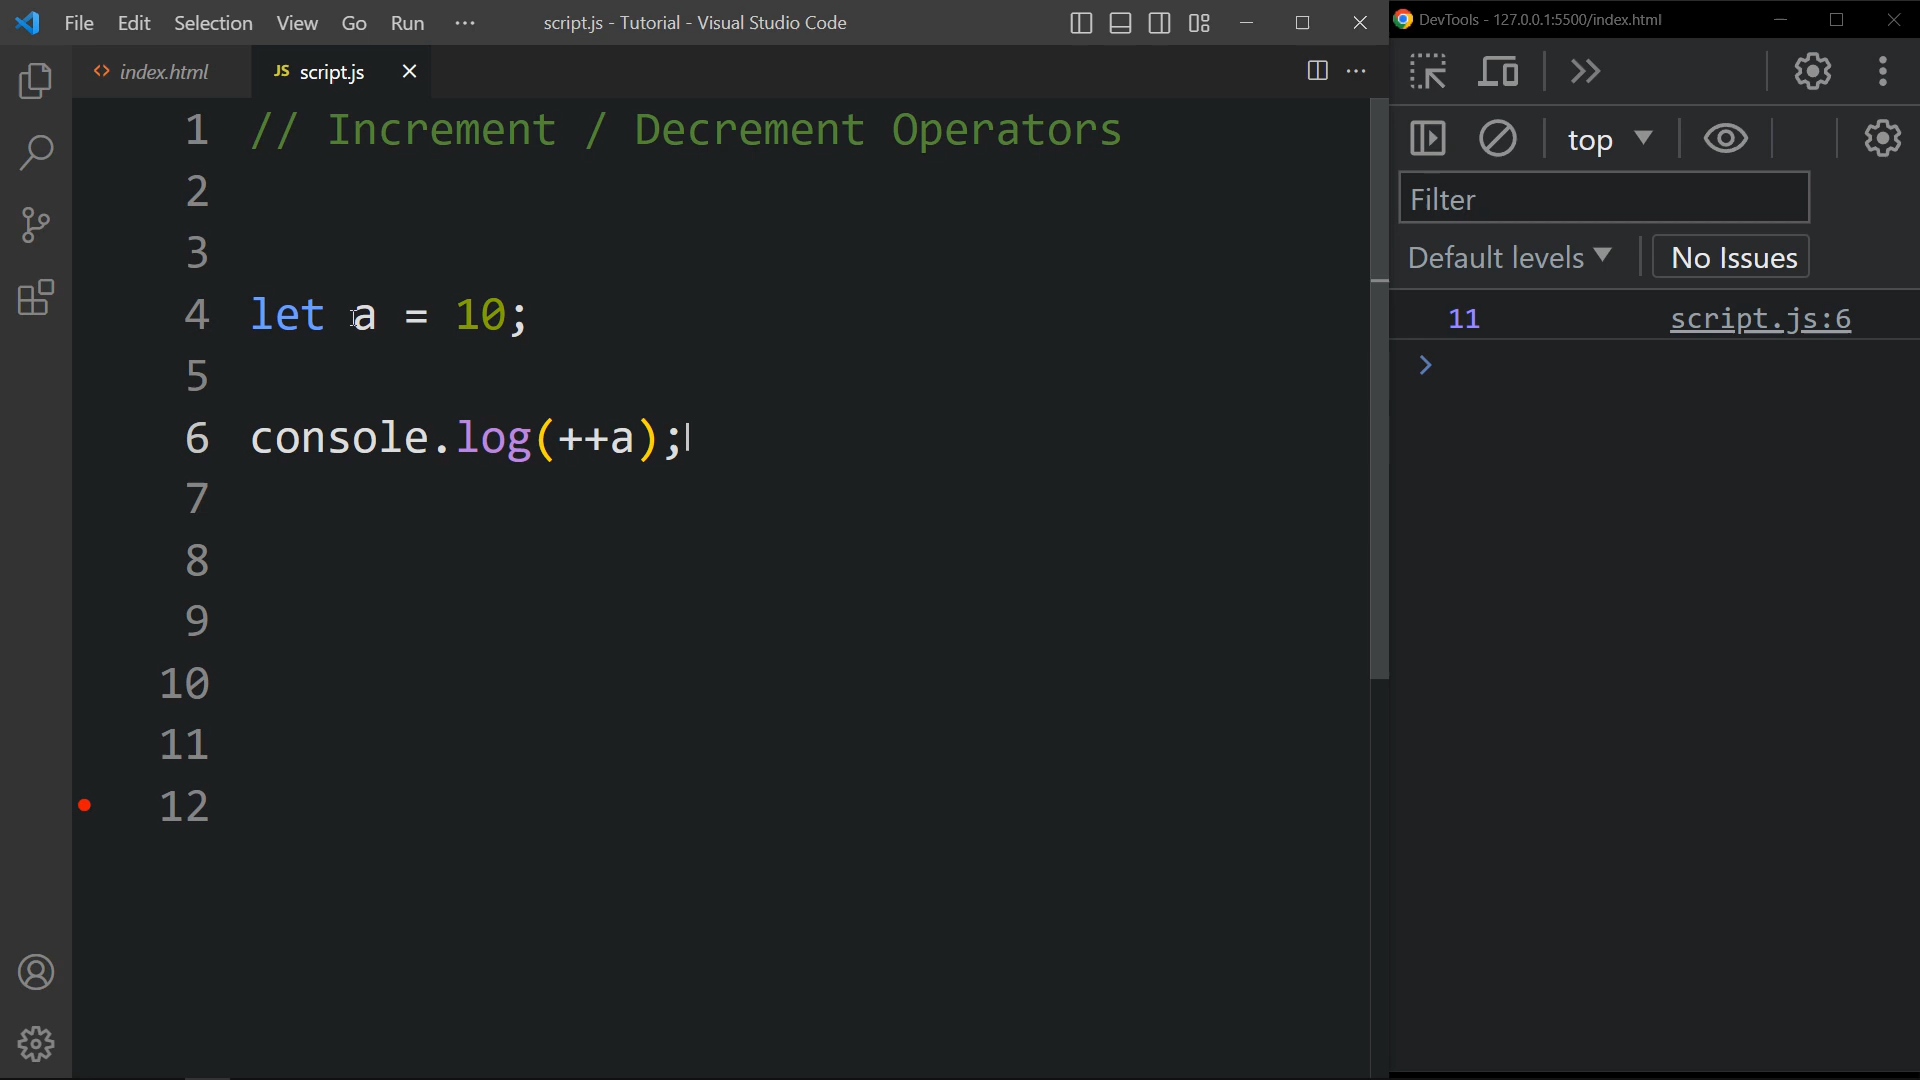 File Edit Selection View Go Run ··· script.js - Tutorial - Visual Studio Code
DevTools - 127.0.0.1:5500/index.html
<> index.html JS script.js
1 // Increment / Decrement Operators
2
3
4 let a = 10;
5
6 console.log(++a);
7
8
9
10
11
12
top
Filter
Default levels No Issues
11 script.js:6